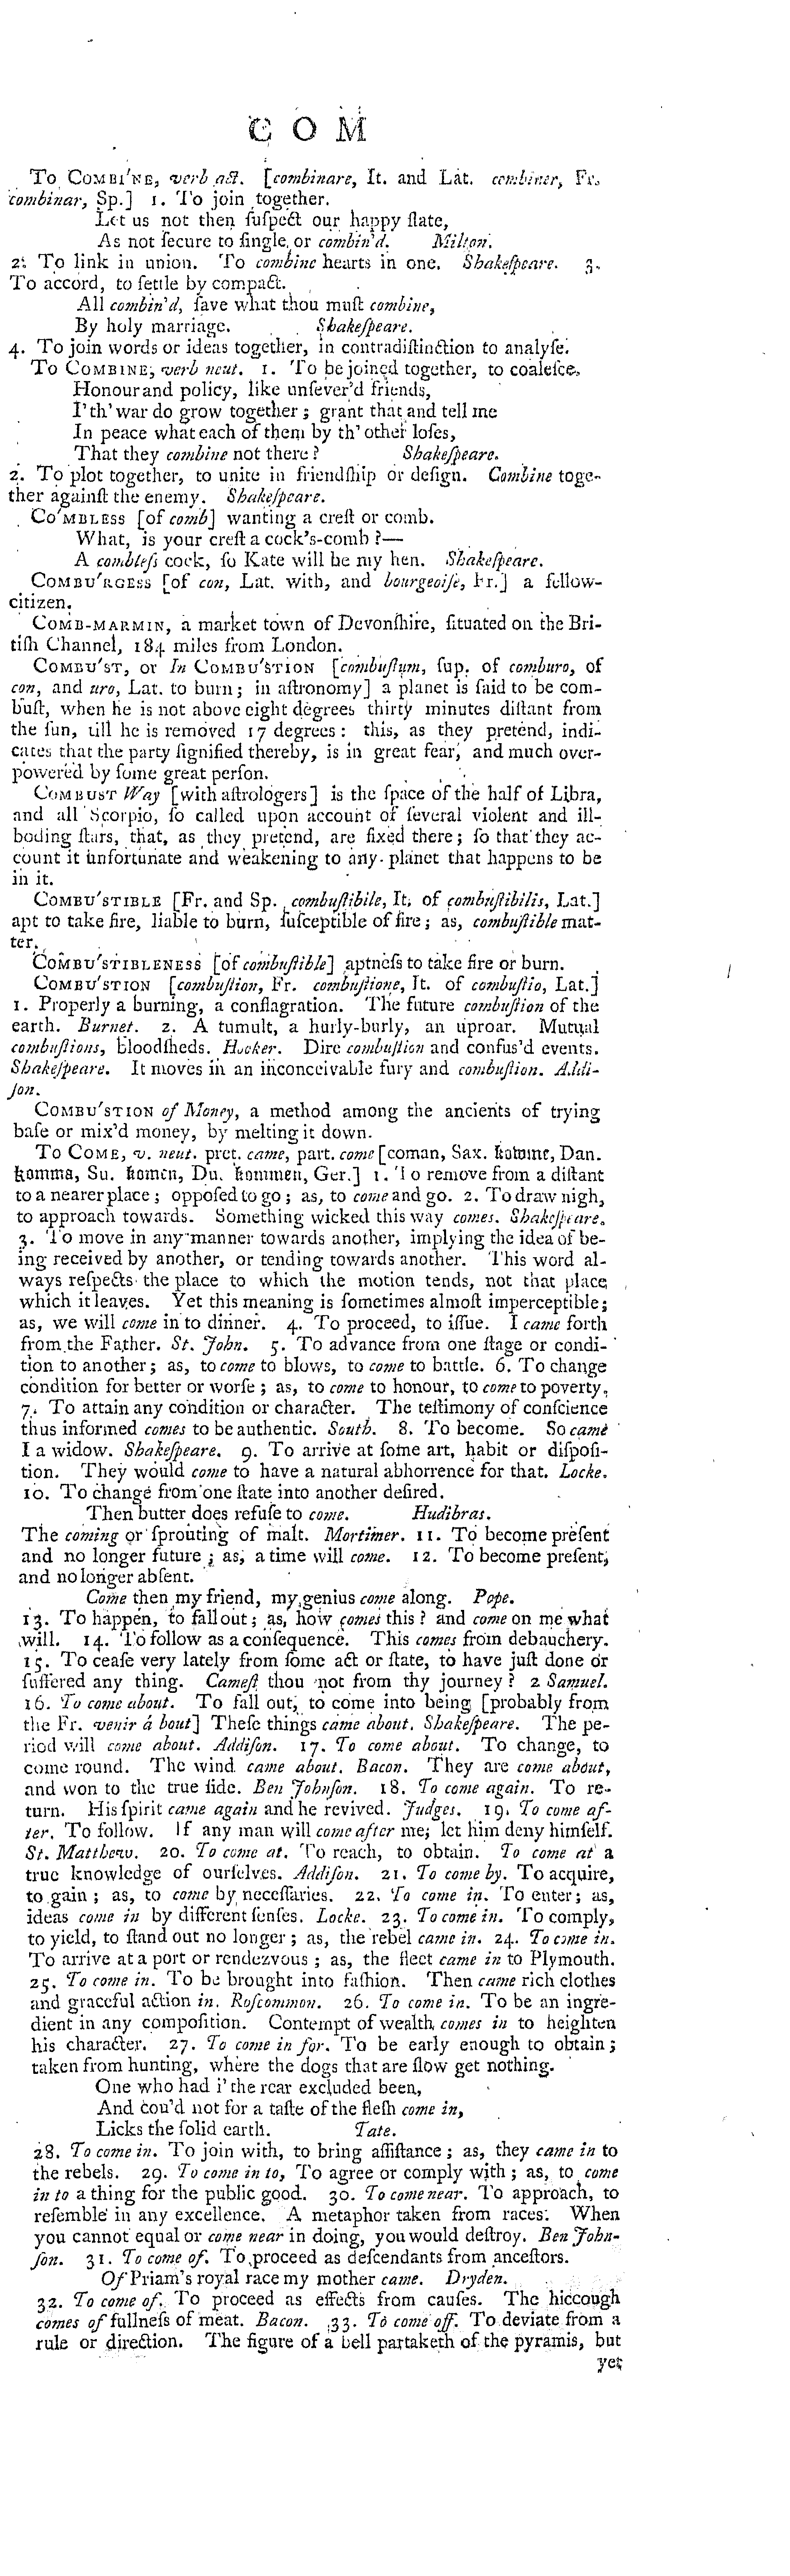 C O M
To COMBI'NE, verb act. [combinare, It. and Lat. combiner, Fr.
combinar, Sp.] 1. To join together.
Let us not then ſuſpect our happy ſtate,
As not ſecure to ſingle or combin'd. Milton.
2. To link in union. To combine hearts in one. Shakeſpeare. 3.
To accord, to ſettle by compact.
All combin'd, ſave what thou muſt combine,
By holy marriage. Shakeſpeare.
4. To join words or ideas together, in contradiſtinction to analyſe.
To COMBINE, verb neut. 1. To be joined together, to coaleſce.
Honour and policy, like unſever'd friends,
I' th' war do grow together; grant that and tell me
In peace what each of them by th' other loſes,
That they combine not there? Shakeſpeare.
2. To plot together, to unite in friendſhip or deſign. Combine toge-
ther againſt the enemy. Shakeſpeare.
CO'MBLESS [of comb] wanting a creſt or comb.
What, is your creſt a cock's-comb?—
A combleſs cock, ſo Kate will be my hen. Shakeſpeare.
COMBU'RGESS [of con, Lat. with, and bourgeoiſe, Fr.] a fellow-
citizen.
COMB-MARMIN, a market town of Devonſhire, ſituated on the Bri-
tiſh Channel, 184 miles from London.
COMBU'ST, or In COMBU'STION [combuſtum, ſup. of comburo, of
con, and uro, Lat. to burn; in aſtronomy] a planet is ſaid to be com-
buſt, when he is not above eight degrees thirty minutes diſtant from
the ſun, till he is removed 17 degrees: this, as they pretend, indi-
cates that the party ſignified thereby, is in great fear, and much over-
powered by ſome great perſon.
COMBUST Way [with aſtrologers] is the ſpace of the half of Libra,
and all Scorpio, ſo called upon account of ſeveral violent and ill-
boding ſtars, that, as they pretend, are fixed there; ſo that they ac-
count it unfortunate and weakening to any planet that happens to be
in it.
COMBU'STIBLE [Fr. and Sp. combuſtibile, It. of combuſtibilis, Lat.]
apt to take fire, liable to burn, ſuſceptible of fire; as, combuſtible mat-
ter.
COMBU'STIBLENESS [of combuſtible] aptneſs to take fire or burn.
COMBU'STION [combuſtion, Fr. combuſtione, It. of combuſtio, Lat.]
1. Properly a burning, a conflagration. The future combuſtion of the
earth. Burnet. 2. A tumult, a hurly-burly, an uproar. Mutual
combuſtions, bloodſheds. Hooker. Dire combuſtion and confus'd events.
Shakeſpeare. It moves in an inconceivable fury and combuſtion. Addi-
ſon.
COMBU'STION of Money, a method among the ancients of trying
baſe or mix'd money, by melting it down.
To COME, v. neut. pret. came, part. come [coman, Sax. komme, Dan.
komma, Su. komen, Du. kommen, Ger.] 1. To remove from a diſtant
to a nearer place; oppoſed to go; as, to come and go. 2. To draw nigh,
to approach towards. Something wicked this way comes. Shakeſpeare.
3. To move in any manner towards another, implying the idea of be-
ing received by another, or tending towards another. This word al-
ways reſpects the place to which the motion tends, not that place
which it leaves. Yet this meaning is ſometimes almoſt imperceptible;
as, we will come in to dinner. 4. To proceed, to iſſue. I came forth
from the Father. St. John. 5. To advance from one ſtage or condi-
tion to another; as, to come to blows, to come to battle. 6. To change
condition for better or worſe; as, to come to honour, to come to poverty.
7. To attain any condition or character. The teſtimony of conſcience
thus informed comes to be authentic. South. 8. To become. So came
I a widow. Shakeſpeare. 9. To arrive at ſome art, habit or diſpoſi-
tion. They would come to have a natural abhorrence for that. Locke.
10. To change from one ſtate into another deſired.
Then butter does refuſe to come. Hudibras.
The coming or ſprouting of malt. Mortimer. 11. To become preſent
and no longer future; as, a time will come. 12. To become preſent,
and no longer abſent.
Come then my friend, my genius come along. Pope.
13. To happen, to fall out; as, how comes this? and come on me what
will. 14. To follow as a conſequence. This comes from debauchery.
15. To ceaſe very lately from ſome act or ſtate, to have juſt done or
ſuffered any thing. Cameſt thou not from thy journey? 2 Samuel.
16. To come about. To fall out, to come into being [probably from
the Fr. venir á bout] Theſe things came about. Shakeſpeare. The pe-
riod will come about. Addiſon. 17. To come about. To change, to
come round. The wind came about. Bacon. They are come about,
and won to the true ſide. Ben Johnſon. 18. To come again. To re-
turn. His ſpirit came again and he revived. Judges. 19. To come af-
ter. To follow. If any man will come after me, let him deny himſelf.
St. Matthew. 20. To come at. To reach, to obtain. To come at a
true knowledge of ourſelves. Addiſon. 21. To come by. To acquire,
to gain; as, to come by neceſſaries. 22. To come in. To enter; as,
ideas come in by different ſenſes. Locke. 23. To come in. To comply,
to yield, to ſtand out no longer; as, the rebel came in. 24. To come in.
To arrive at a port or rendezvous; as, the fleet came in to Plymouth.
25. To come in. To be brought into faſhion. Then came rich clothes
and graceful action in. Roſcommon. 26. To come in. To be an ingre-
dient in any compoſition. Contempt of wealth comes in to heighten
his character. 27. To come in for. To be early enough to obtain;
taken from hunting, where the dogs that are ſlow get nothing.
One who had i' the rear excluded been,
And cou'd not for a taſte of the fleſh come in,
Licks the ſolid earth. Tate.
28. To come in. To join with, to bring aſſiſtance; as, they came in to
the rebels. 29. To come in to, To agree or comply with; as, to come
in to a thing for the public good. 30. To come near. To approach, to
reſemble in any excellence. A metaphor taken from races. When
you cannot equal or come near in doing, you would deſtroy. Ben John-
ſon. 31. To come of. To proceed as deſcendants from anceſtors.
Of Priam's royal race my mother came. Dryden.
32. To come of. To proceed as effects from cauſes. The hiccough
comes of fullneſs of meat. Bacon. 33. To come off. To deviate from a
rule or direction. The figure of a bell partaketh of the pyramis, but
yet